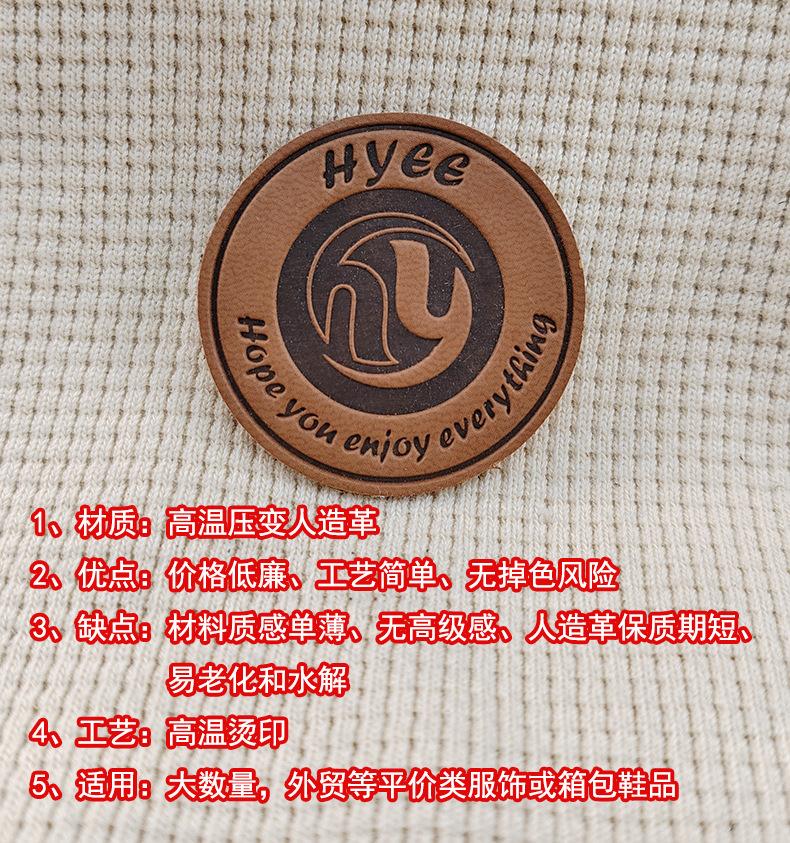 HYEE
hy
Hope you enjoy everything
1、材质：高温压变人造革
2、优点：价格低廉、工艺简单、无掉色风险
3、缺点：材料质感单薄、无高级感、人造革保质期短、
易老化和水解
4、工艺：高温烫印
5、适用：大数量，外贸等平价类服饰或箱包鞋品